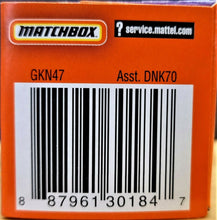 MATCHBOX
? service.mattel.com
GKN47 Asst. DNK70
8 87961 30184 7